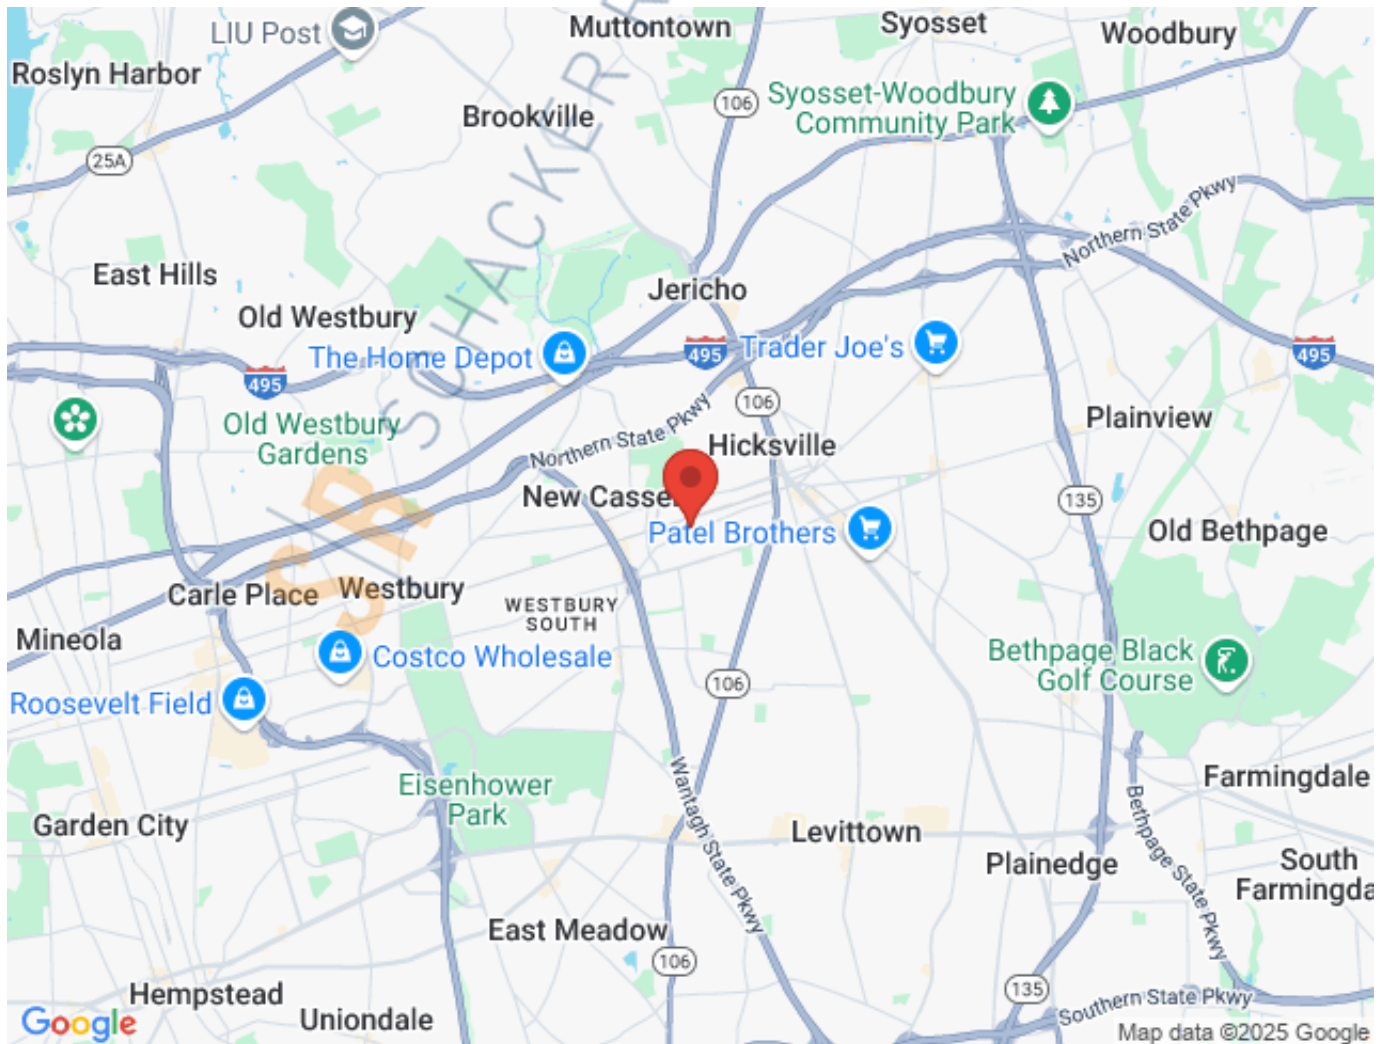 LIU Post
Muttontown
Syosset
Woodbury
Roslyn Harbor
Syosset-Woodbury
Community Park
106
Brookville
25A
Northern State Pkwy
East Hills
Jericho
Old Westbury
The Home Depot
495
Trader Joe's
495
495
106
Old Westbury
Gardens
Northern State Pkwy
Plainview
Hicksville
New Casse
135
Patel Brothers
Old Bethpage
Carle Place
Westbury
WESTBURY
SOUTH
Mineola
Costco Wholesale
Bethpage Black
Golf Course
106
Roosevelt Field
Eisenhower
Park
Wantagh State Pkwy
Farmingdale
Garden City
Levittown
Bethpage State Pkwy
Plainedge
South
Farmingda
East Meadow
106
135
Hempstead
Uniondale
Southern State Pkwy
Google
Map data ©2025 Google